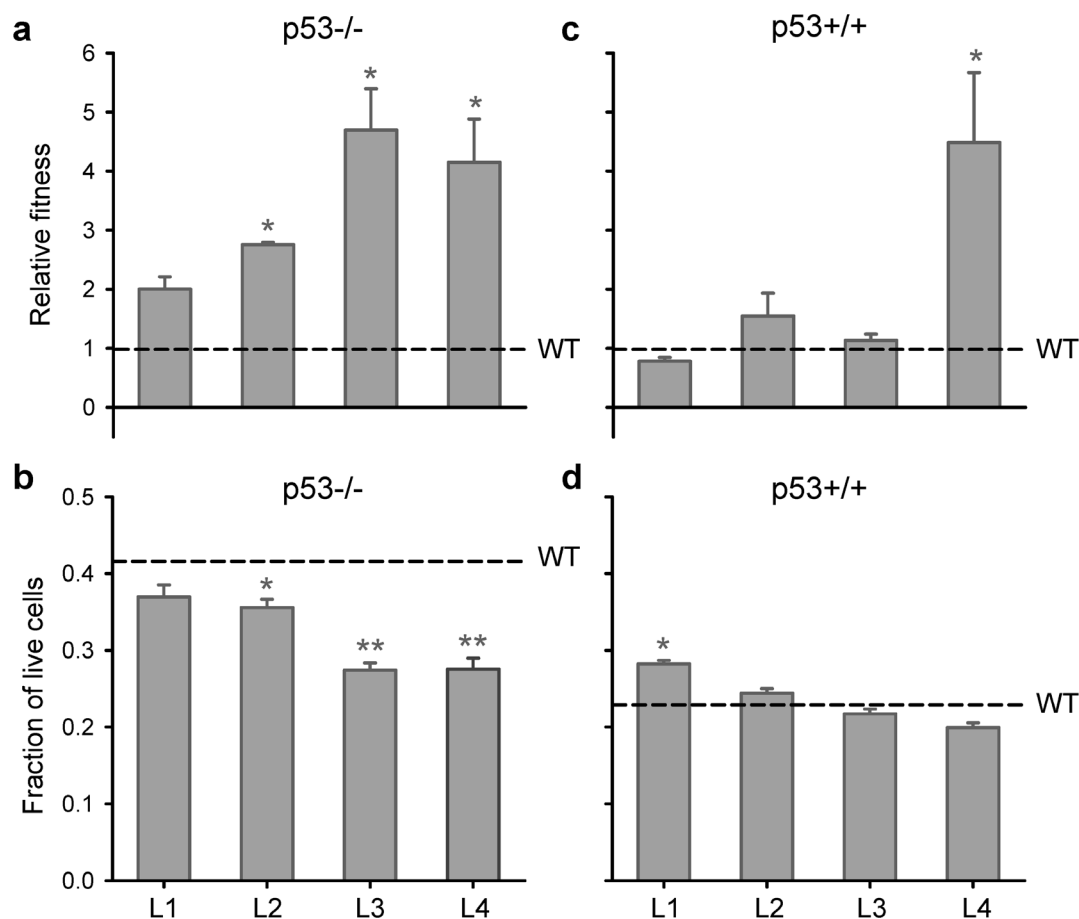 a
p53-/-
6
5
4
3
2
1
0
Relative fitness
*
*
*
WT
c
p53+/+
*
WT
b
p53-/-
0.5
0.4
0.3
0.2
0.1
0.0
Fraction of live cells
*
**
**
WT
L1 L2 L3 L4
d
p53+/+
*
WT
L1 L2 L3 L4